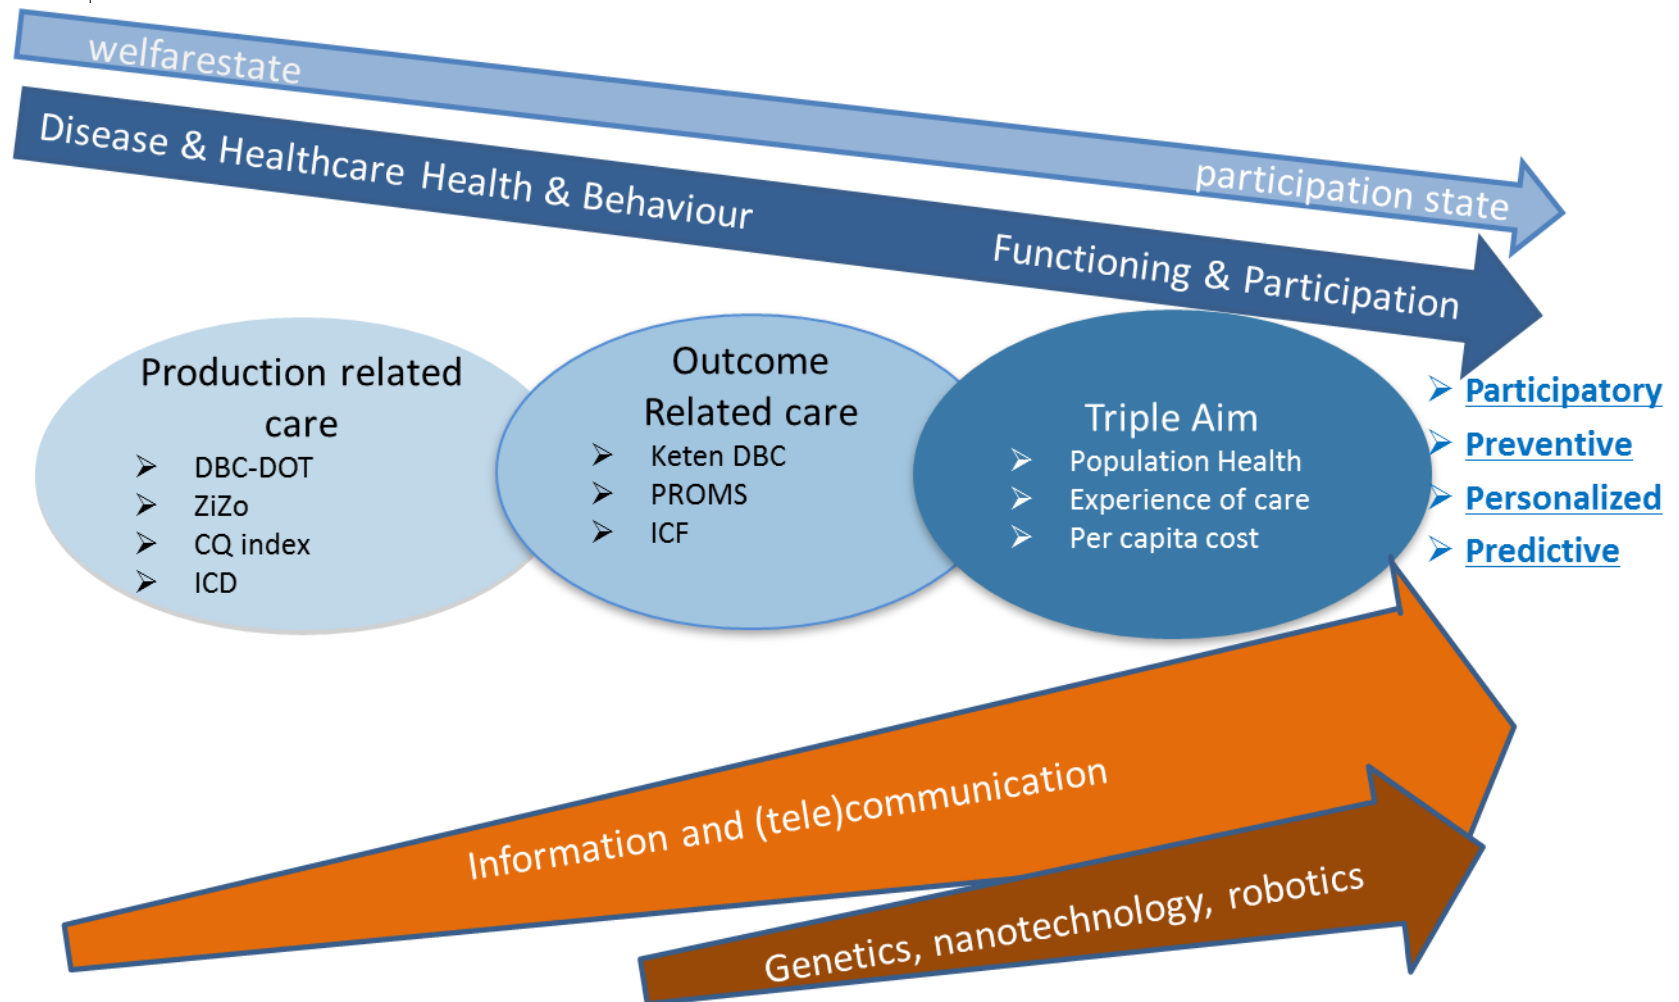 welfarestate
participation state
Disease & Healthcare Health & Behaviour
Functioning & Participation
Production related
care
DBC-DOT
ZiZo
CQ index
ICD
Outcome
Related care
Keten DBC
PROMS
ICF
Triple Aim
Population Health
Experience of care
Per capita cost
Participatory
Preventive
Personalized
Predictive
Information and (tele)communication
Genetics, nanotechnology, robotics